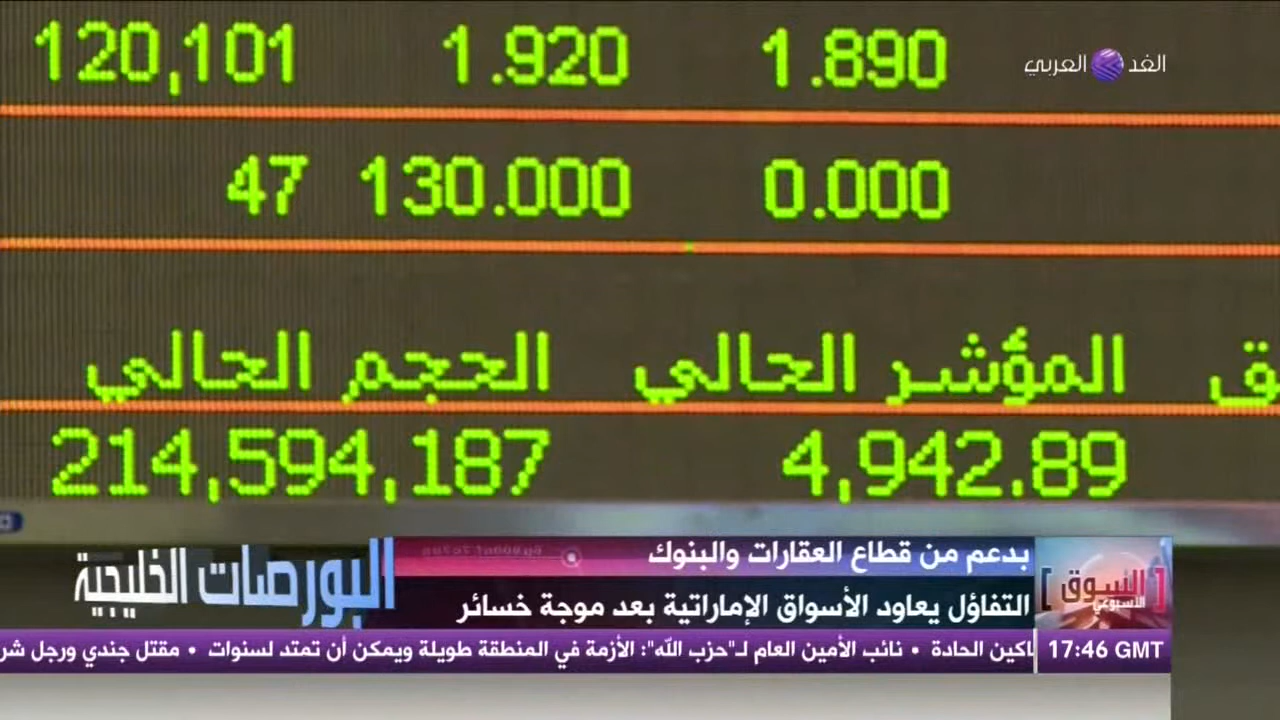 120,101 1.920 1.890
الغد العربي
47 130.000 0.000
المؤشر الحالي الحجم الحالي
4,942.89 214,594,187
بدعم من قطاع العقارات والبنوك
السوق الأسبوعي
البورصات الخليجية
التفاؤل يعاود الأسواق الإماراتية بعد موجة خسائر
17:46 GMT
الحادة • نائب الأمين العام لـ"حزب الله": الأزمة في المنطقة طويلة ويمكن أن تمتد لسنوات • مقتل جندي ورجل